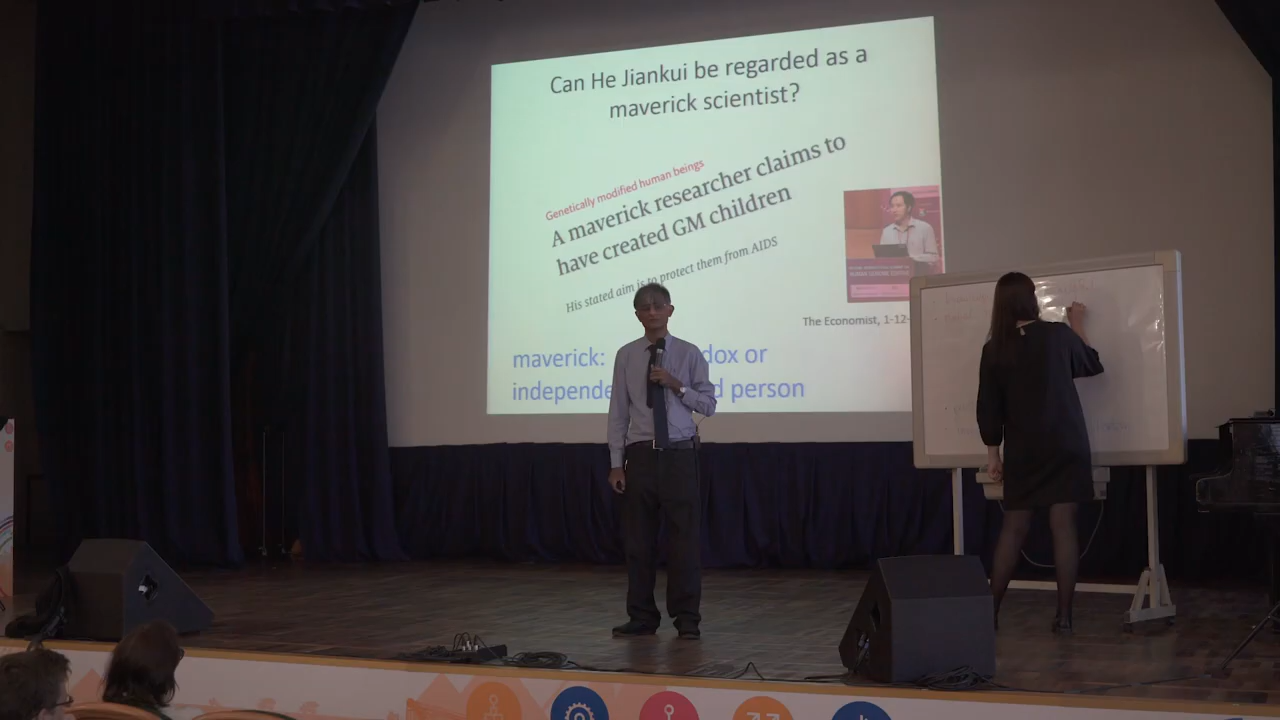 Can He Jiankui be regarded as a
maverick scientist?
Genetically modified human beings
A maverick researcher claims to
have created GM children
His stated aim is to protect them from AIDS
The Economist, 1-12-
maverick: dox or
independe d person